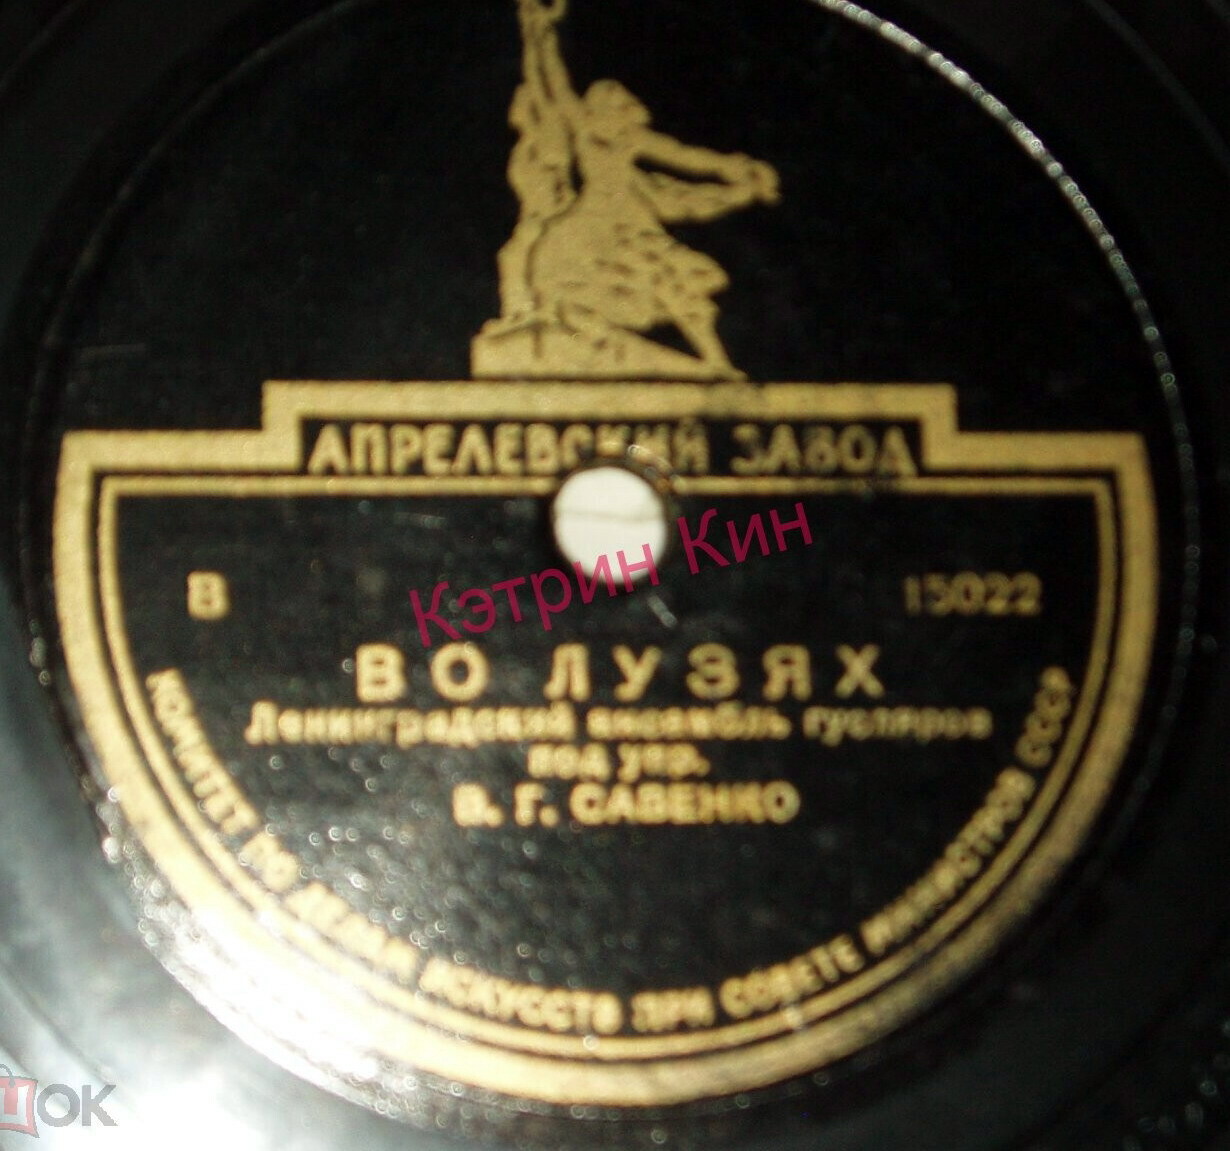 АПРЕЛЕВСКИЙ ЗАВОД
В 15022
ВО ЛУЗЯХ
Ленинградский ансамбль гусляров
под упр.
В. Г. САВЕНКО
КОМИТЕТ ПО ДЕЛАМ ИСКУССТВ ПРИ СОВЕТЕ МИНИСТРОВ СССР
Кэтрин Кин
ШОК